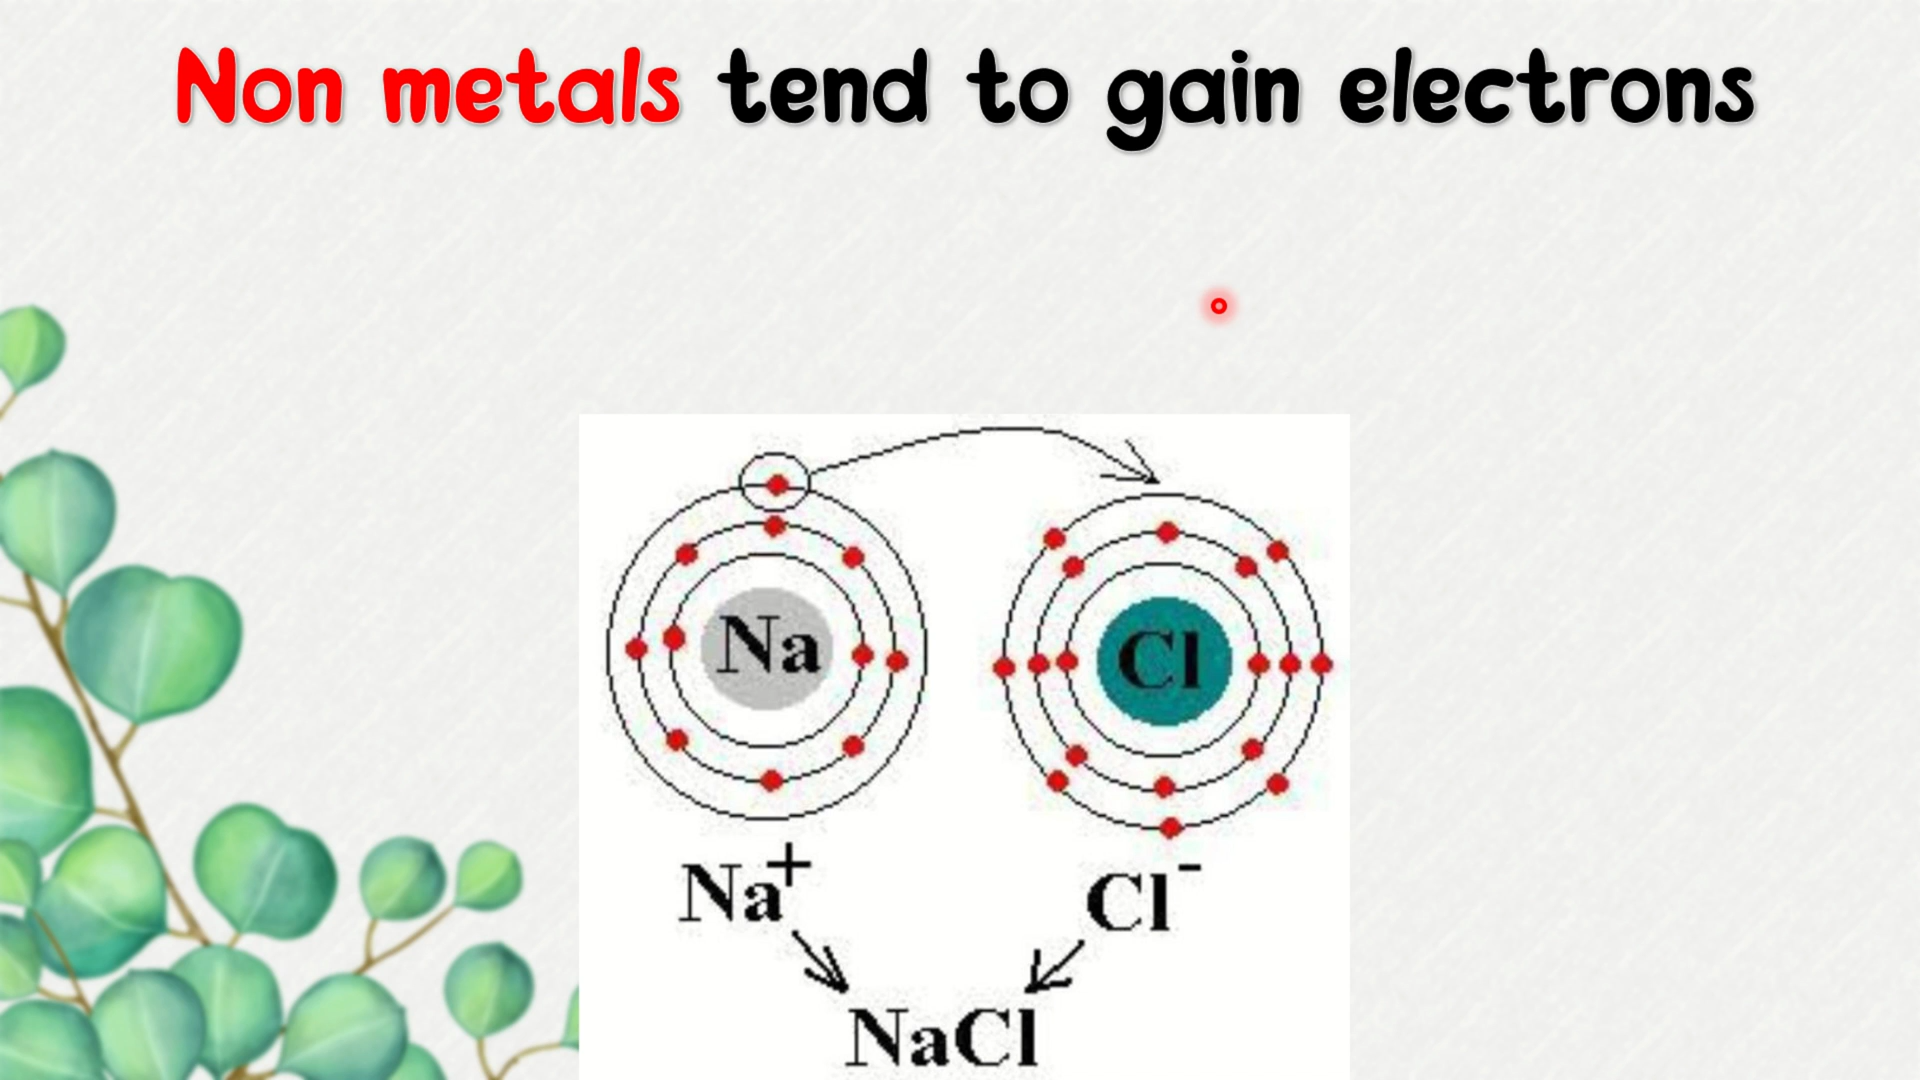 Non metals tend to gain electrons
Na Cl
Na+ Cl-
NaCl